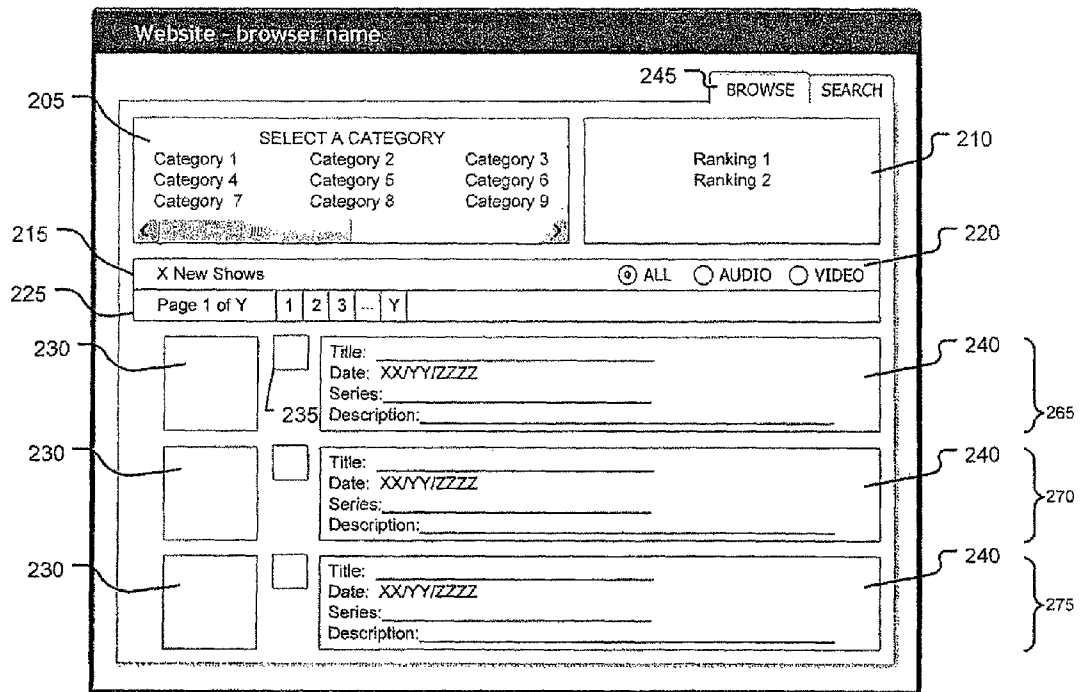 Website - browser name
245 BROWSE SEARCH
205
SELECT A CATEGORY
Category 1 Category 2 Category 3
Category 4 Category 5 Category 6
Category 7 Category 8 Category 9
Ranking 1
Ranking 2
210
215 X New Shows ALL AUDIO VIDEO 220
225 Page 1 of Y 1 2 3 ... Y
230 235
Title:
Date: XX/YY/ZZZZ
Series:
Description:
240 265
230
Title:
Date: XX/YY/ZZZZ
Series:
Description:
240 270
230
Title:
Date: XX/YY/ZZZZ
Series:
Description:
240 275